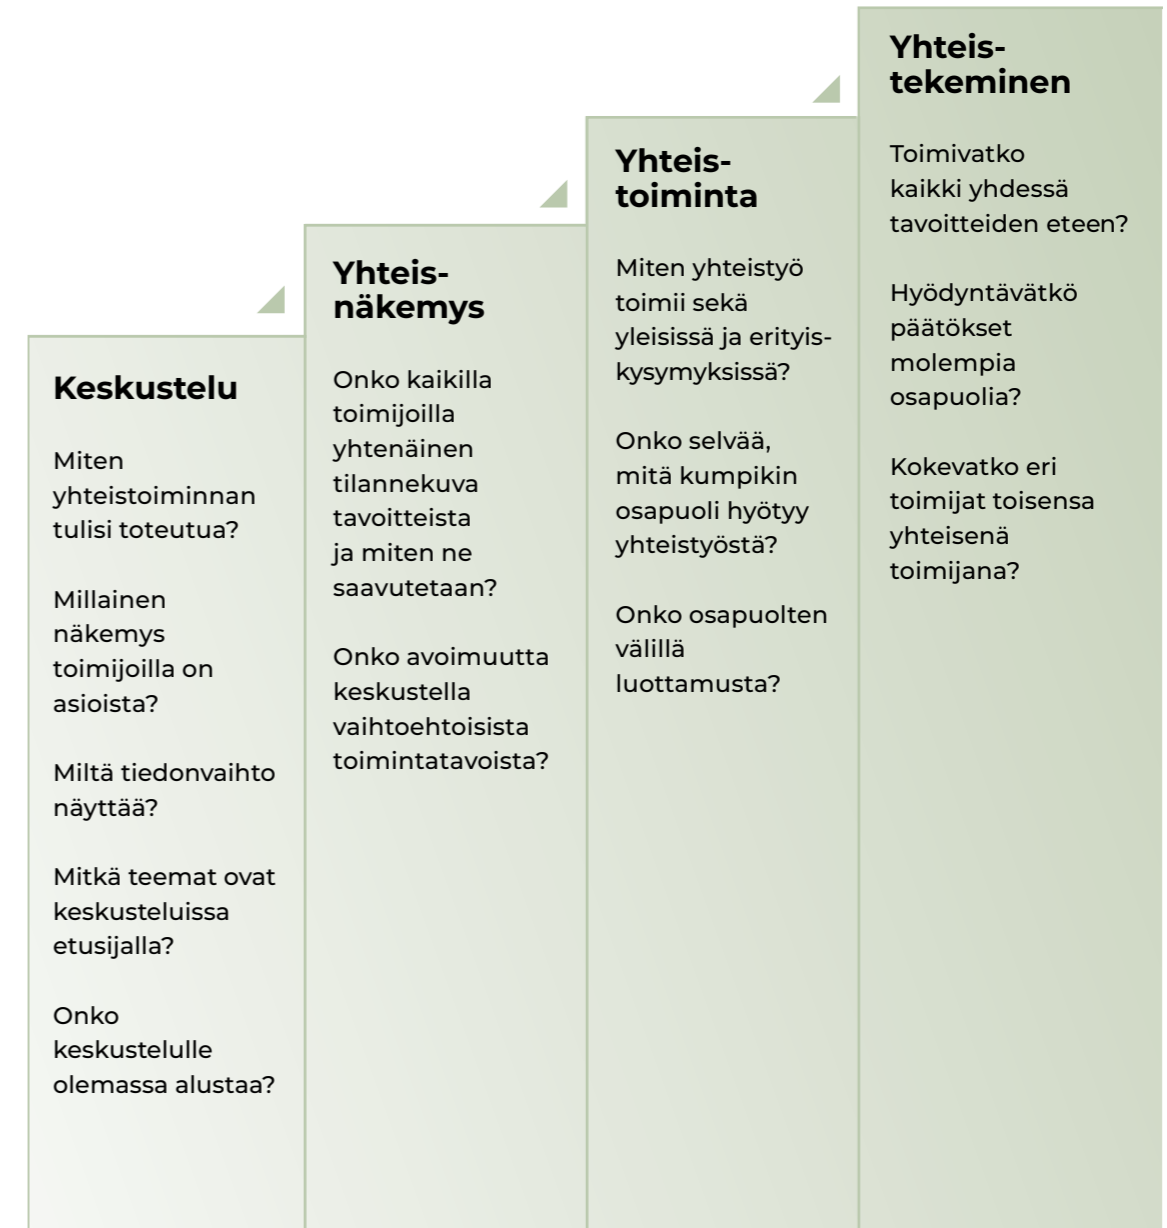 Keskustelu
Miten
yhteistoiminnan
tulisi toteutua?
Millainen
näkemys
toimijoilla on
asioista?
Miltä tiedonvaihto
näyttää?
Mitkä teemat ovat
keskusteluissa
etusijalla?
Onko
keskustelulle
olemassa alustaa?
Yhteis-
näkemys
Onko kaikilla
toimijoilla
yhtenäinen
tilannekuva
tavoitteista
ja miten ne
saavutetaan?
Onko avoimuutta
keskustella
vaihtoehtoisista
toimintatavoista?
Yhteis-
toiminta
Miten yhteistyö
toimii sekä
yleisissä ja erityis-
kysymyksissä?
Onko selvää,
mitä kumpikin
osapuoli hyötyy
yhteistyöstä?
Onko osapuolten
välillä
luottamusta?
Yhteis-
tekeminen
Toimivatko
kaikki yhdessä
tavoitteiden eteen?
Hyödyntävätkö
päätökset
molempia
osapuolia?
Kokevatko eri
toimijat toisensa
yhteisenä
toimijana?